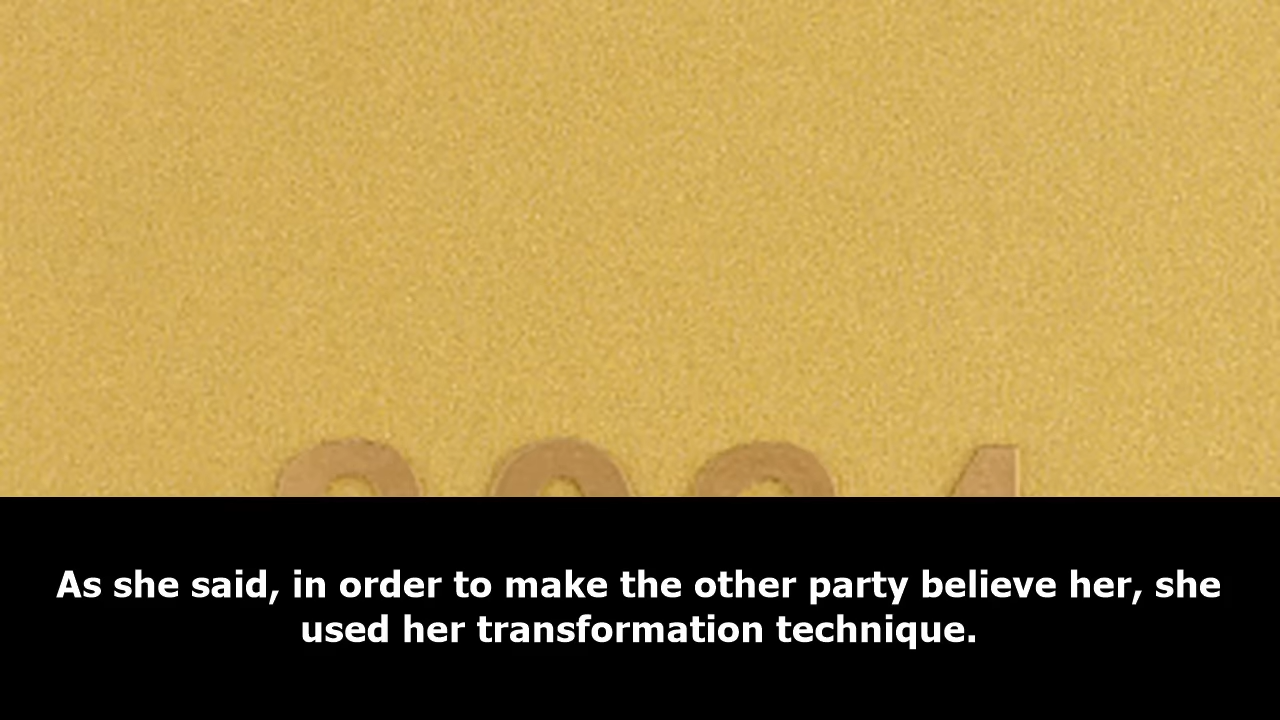 As she said, in order to make the other party believe her, she
used her transformation technique.